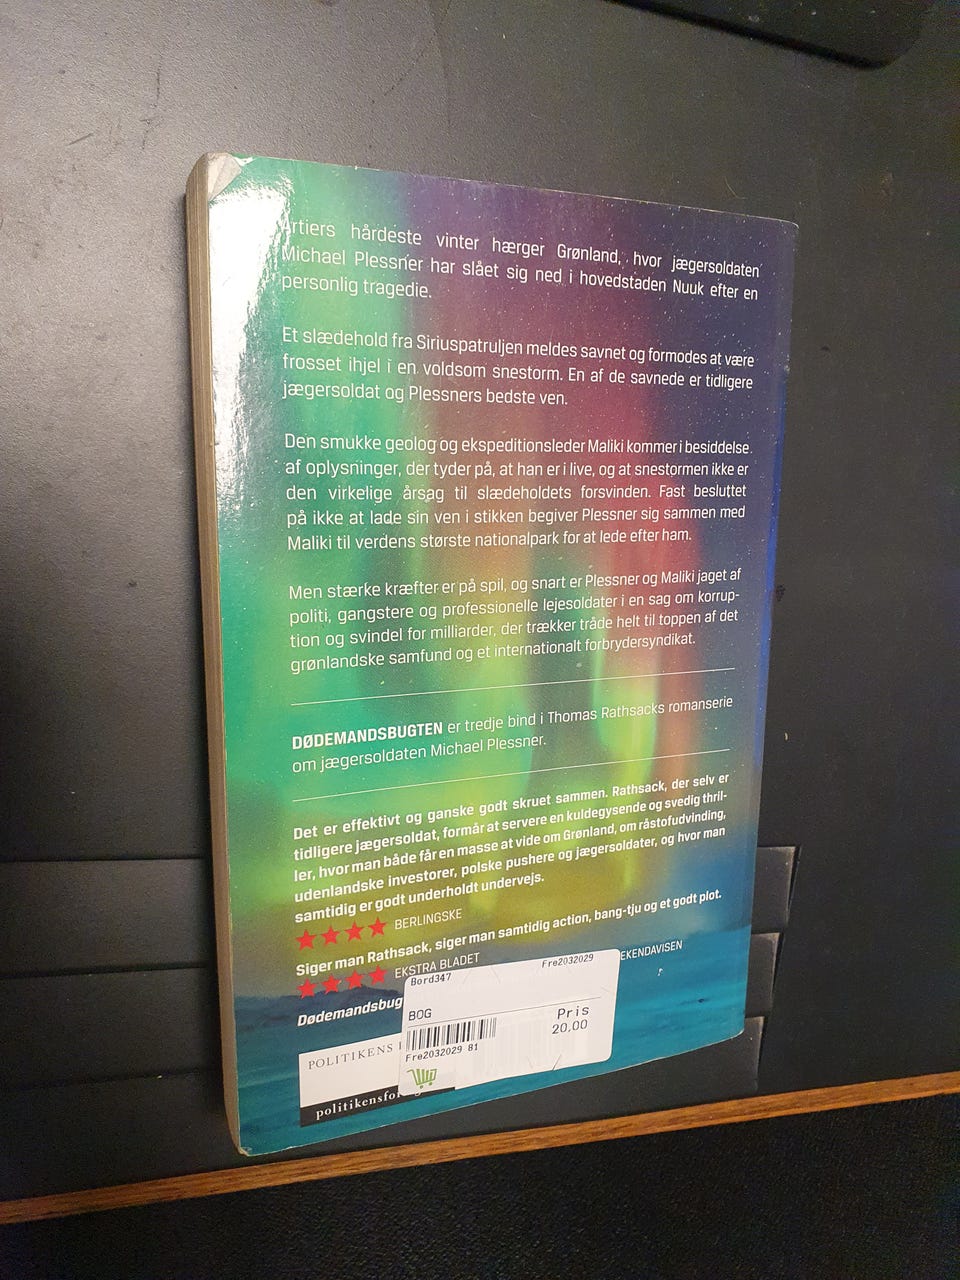 rtiers hårdeste vinter hærger Grønland, hvor jægersoldaten
Michael Plessner har slået sig ned i hovedstaden Nuuk efter en
personlig tragedie.
Et slædehold fra Siriuspatruljen meldes savnet og formodes at være
frosset ihjel i en voldsom snestorm. En af de savnede er tidligere
jægersoldat og Plessners bedste ven.
Den smukke geolog og ekspeditionsleder Maliki kommer i besiddelse
af oplysninger, der tyder på, at han er i live, og at snestormen ikke er
den virkelige årsag til slædeholdets forsvinden. Fast besluttet
på ikke at lade sin ven i stikken begiver Plessner sig sammen med
Maliki til verdens største nationalpark for at lede efter ham.
Men stærke kræfter er på spil, og snart er Plessner og Maliki jaget af
politi, gangstere og professionelle lejesoldater i en sag om korrup-
tion og svindel for milliarder, der trækker tråde helt til toppen af det
grønlandske samfund og et internationalt forbrydersyndikat.
DØDEMANDSBUGTEN er tredje bind i Thomas Rathsacks romanserie
om jægersoldaten Michael Plessner.
Det er effektivt og ganske godt skruet sammen. Rathsack, der selv er
tidligere jægersoldat, formår at servere en kuldegysende og svedig thril-
ler, hvor man både får en masse at vide om Grønland, om råstofudvinding,
udenlandske investorer, polske pushere og jægersoldater, og hvor man
samtidig er godt underholdt undervejs.
★★★★ BERLINGSKE
Siger man Rathsack, siger man samtidig action, bang-tju og et godt plot.
★★★★ EKSTRA BLADET
Dødemandsbug
EKENDAVISEN
Bord347 Fre2032029
BOG Pris
20,00
Fre2032029 81
POLITIKENS
politikensfo